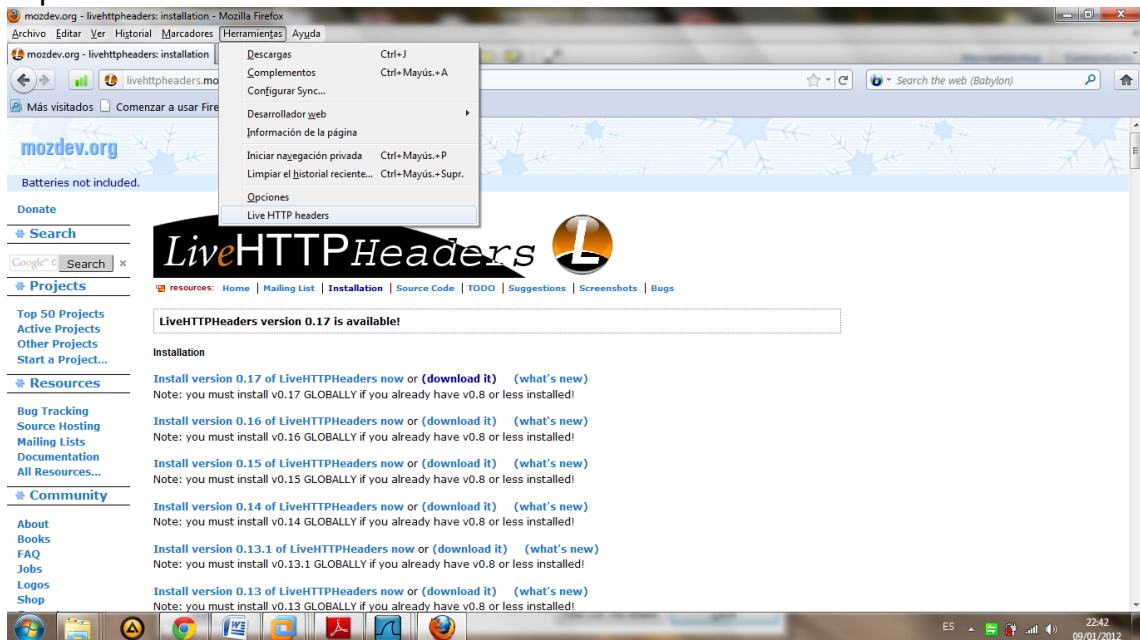 mozdev.org - livehttpheaders: installation - Mozilla Firefox
Archivo Editar Ver Historial Marcadores Herramientas Ayuda
mozdev.org - livehttpheaders: installation
livehttpheaders.mo
Search the web (Babylon)
Más visitados Comenzar a usar Fire
Descargas Ctrl+J
Complementos Ctrl+Mayús.+A
Configurar Sync...
Desarrollador web
Información de la página
Iniciar navegación privada Ctrl+Mayús.+P
Limpiar el historial reciente... Ctrl+Mayús.+Supr.
Opciones
Live HTTP headers
mozdev.org
Batteries not included.
Donate
Search
Google™ C Search ×
Projects
Top 50 Projects
Active Projects
Other Projects
Start a Project...
Resources
Bug Tracking
Source Hosting
Mailing Lists
Documentation
All Resources...
Community
About
Books
FAQ
Jobs
Logos
Shop
LiveHTTPHeaders L
resources: Home | Mailing List | Installation | Source Code | TODO | Suggestions | Screenshots | Bugs
LiveHTTPHeaders version 0.17 is available!
Installation
Install version 0.17 of LiveHTTPHeaders now or (download it) (what's new)
Note: you must install v0.17 GLOBALLY if you already have v0.8 or less installed!
Install version 0.16 of LiveHTTPHeaders now or (download it) (what's new)
Note: you must install v0.16 GLOBALLY if you already have v0.8 or less installed!
Install version 0.15 of LiveHTTPHeaders now or (download it) (what's new)
Note: you must install v0.15 GLOBALLY if you already have v0.8 or less installed!
Install version 0.14 of LiveHTTPHeaders now or (download it) (what's new)
Note: you must install v0.14 GLOBALLY if you already have v0.8 or less installed!
Install version 0.13.1 of LiveHTTPHeaders now or (download it) (what's new)
Note: you must install v0.13.1 GLOBALLY if you already have v0.8 or less installed!
Install version 0.13 of LiveHTTPHeaders now or (download it) (what's new)
Note: you must install v0.13 GLOBALLY if you already have v0.8 or less installed!
ES
22:42
09/01/2012